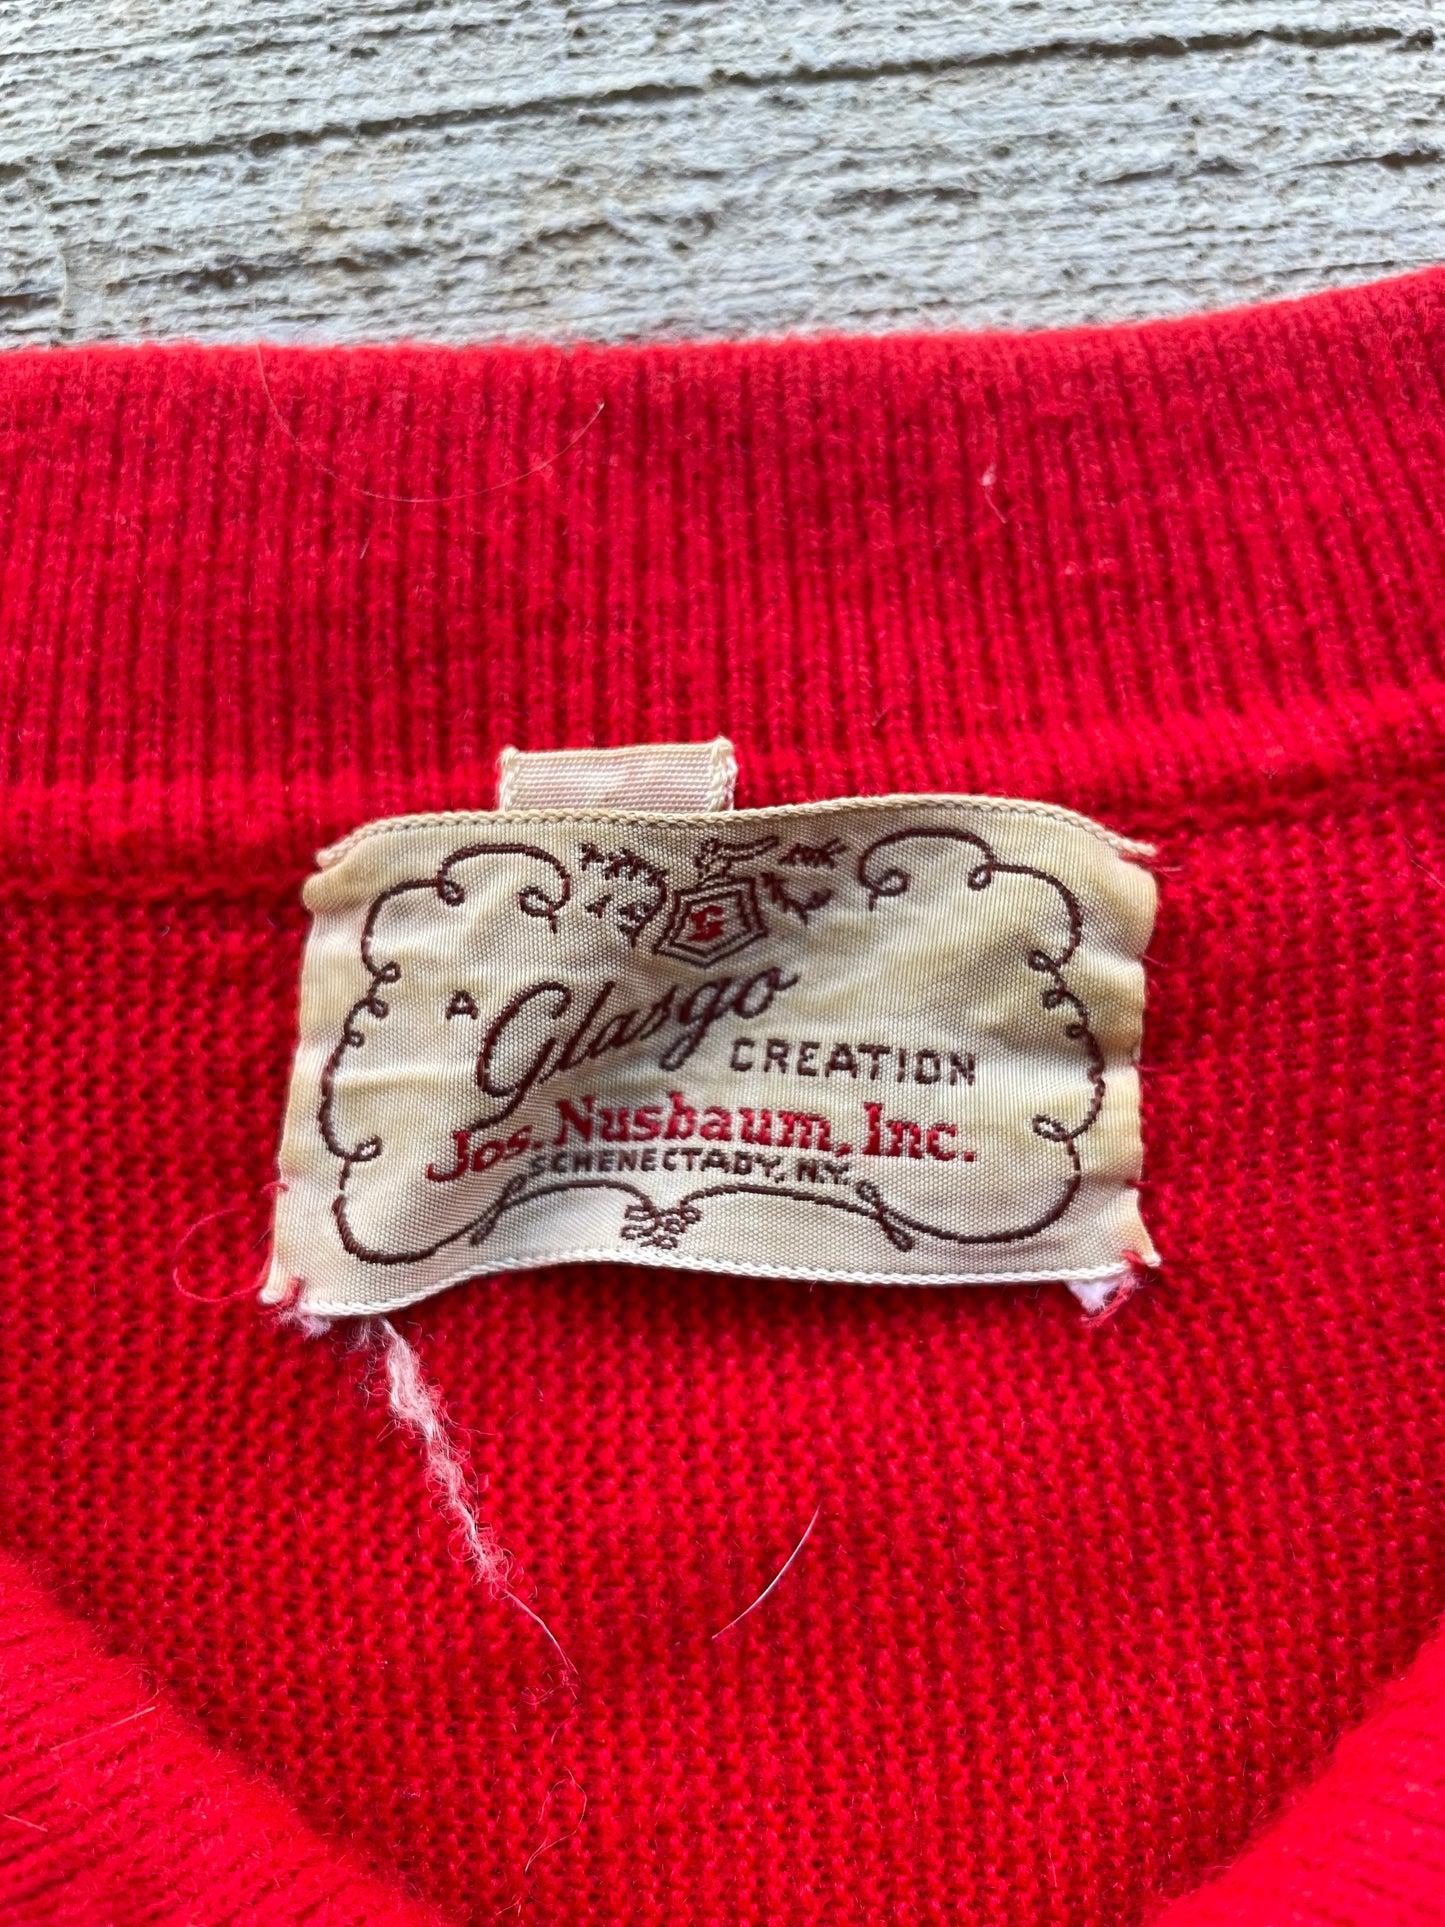 G
A Glasgo CREATION
Jos. Nusbaum, Inc.
SCHENECTADY, N.Y.